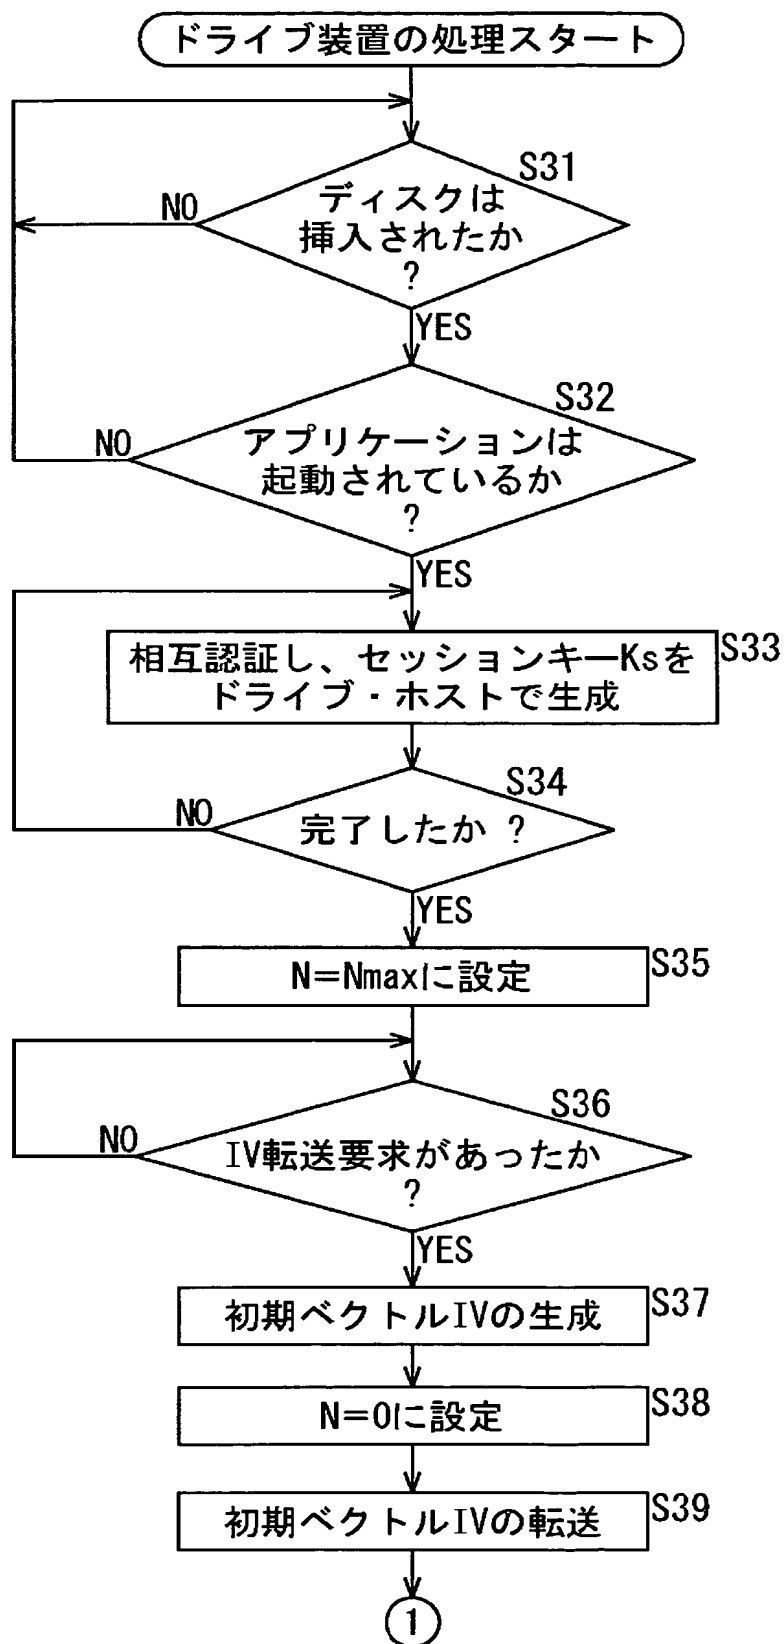 ドライブ装置の処理スタート
S31
ディスクは
挿入されたか
?
NO
YES
S32
アプリケーションは
起動されているか
?
NO
YES
S33
相互認証し、セッションキーKsを
ドライブ・ホストで生成
S34
完了したか ?
NO
YES
S35
N=Nmaxに設定
S36
IV転送要求があったか
?
NO
YES
S37
初期ベクトルIVの生成
S38
N=0に設定
S39
初期ベクトルIVの転送
1